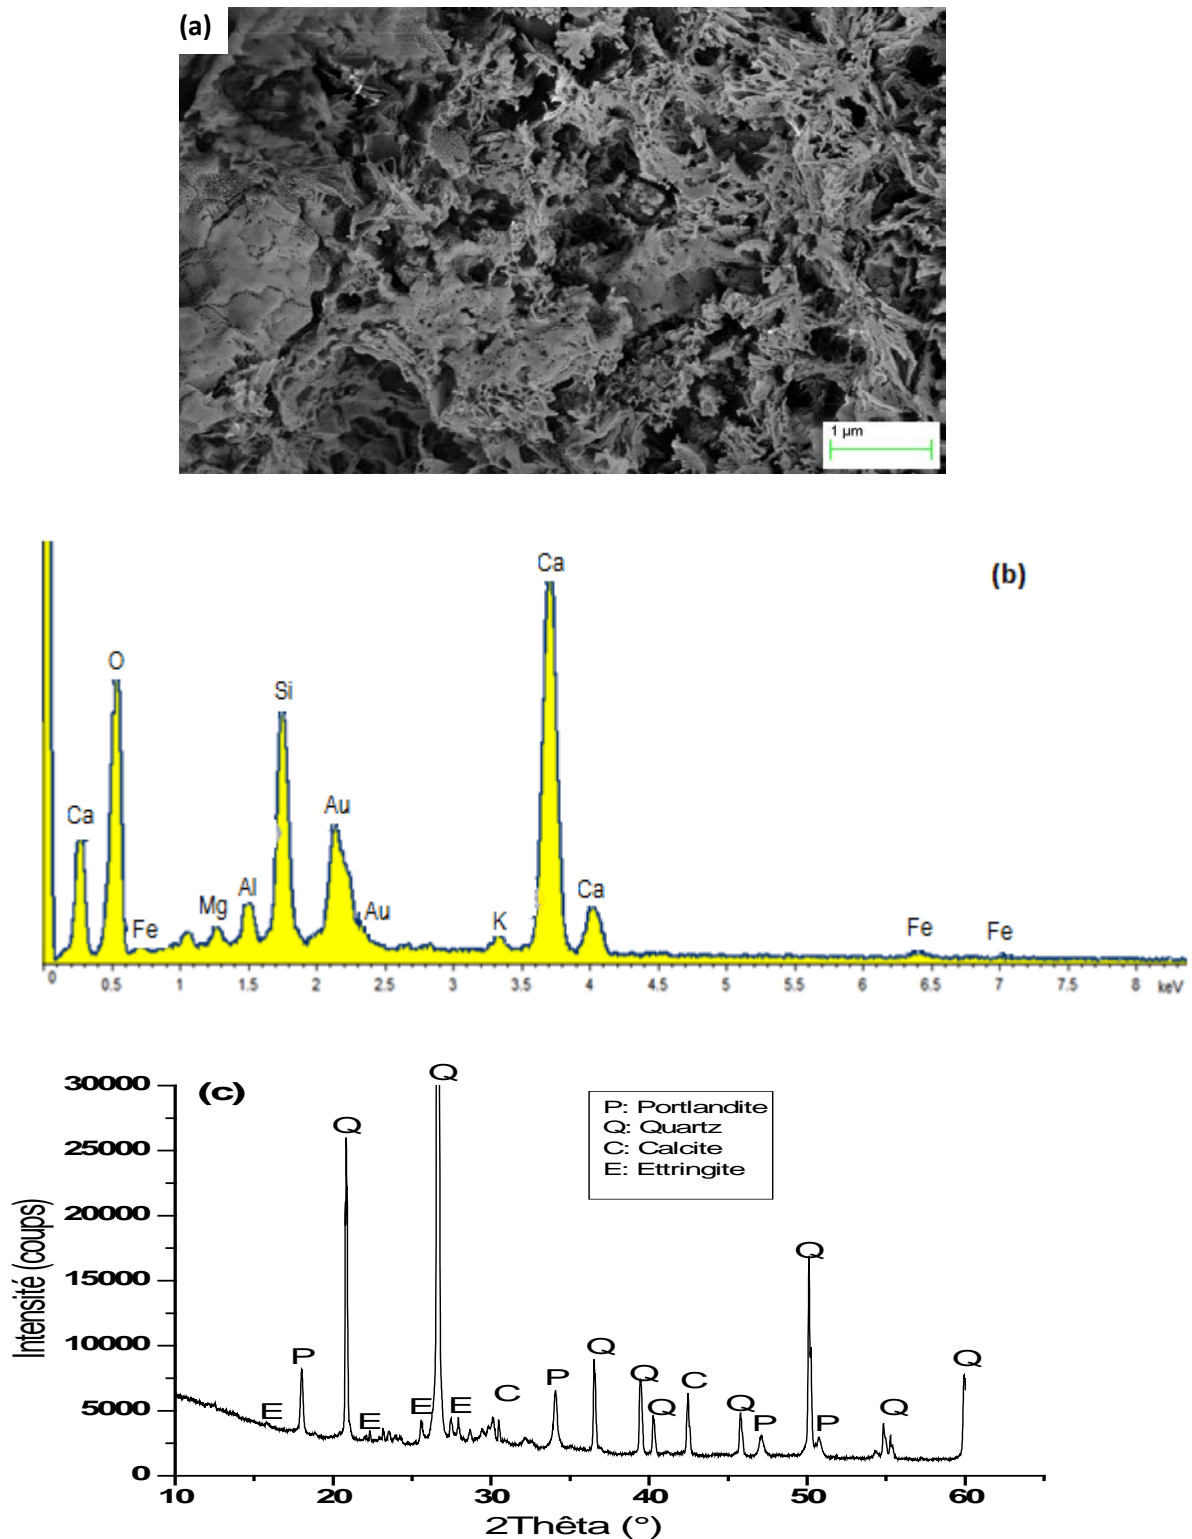 (a)
1 µm
(b)
Ca
O
Si
Au
Ca
Mg
Al
Fe
Au
K
Ca
Fe
Fe
0 0.5 1 1.5 2 2.5 3 3.5 4 4.5 5 5.5 6 6.5 7 7.5 8 keV
(c)
P: Portlandite
Q: Quartz
C: Calcite
E: Ettringite
Intensité (coups)
30000
25000
20000
15000
10000
5000
0
E P Q E E Q E C P Q Q Q C Q P Q P Q Q
10 20 30 40 50 60
2Thêta (°)